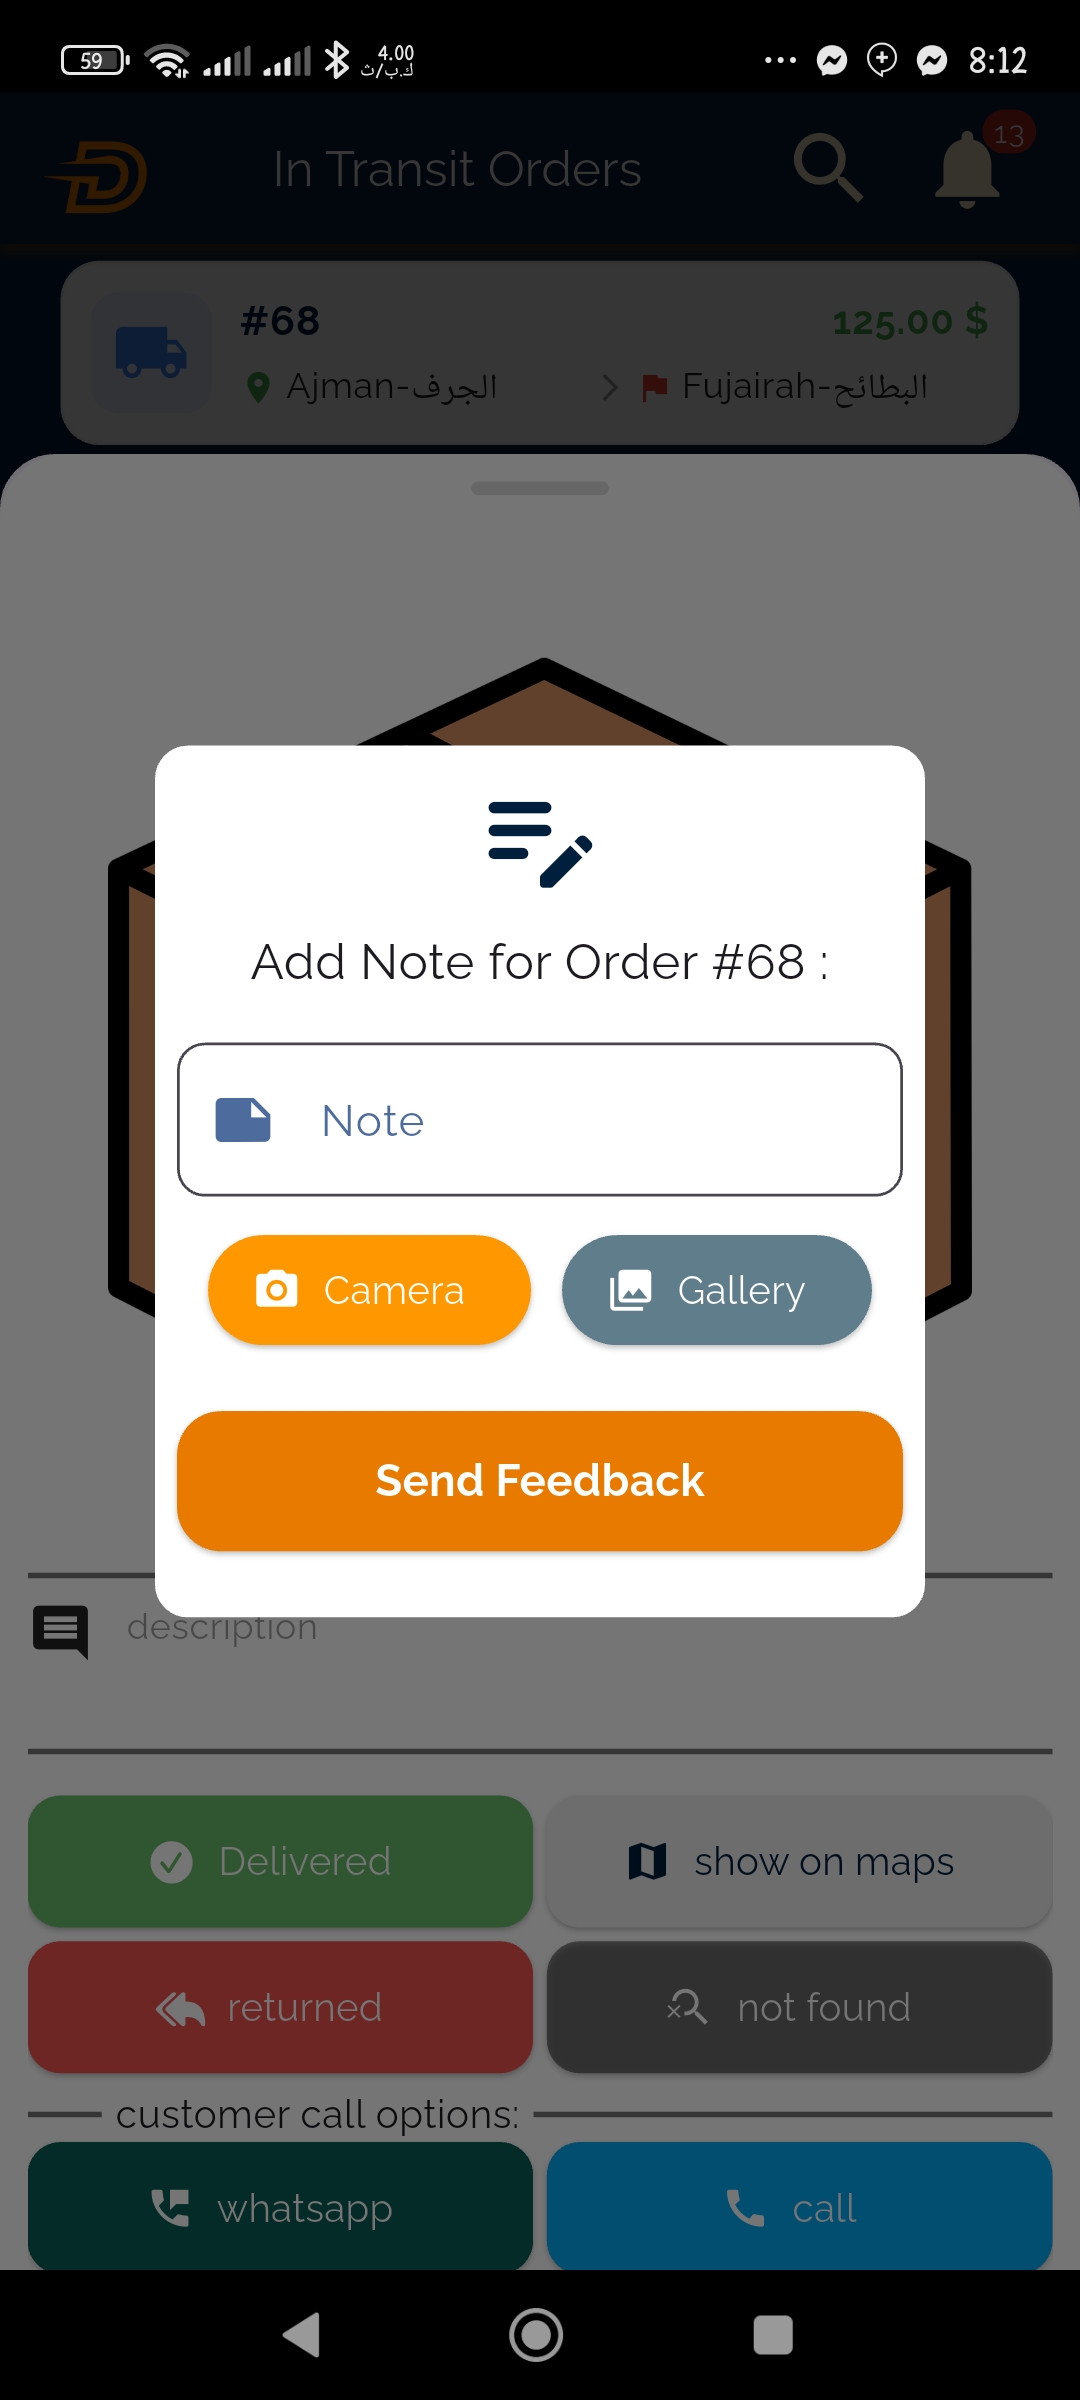 59 4.00 ك.ب/ث 8:12
In Transit Orders 13
#68 125.00 $
Ajman-الجرف Fujairah-البطائح
Add Note for Order #68 :
Note
Camera Gallery
Send Feedback
description
Delivered show on maps
returned not found
customer call options:
whatsapp call